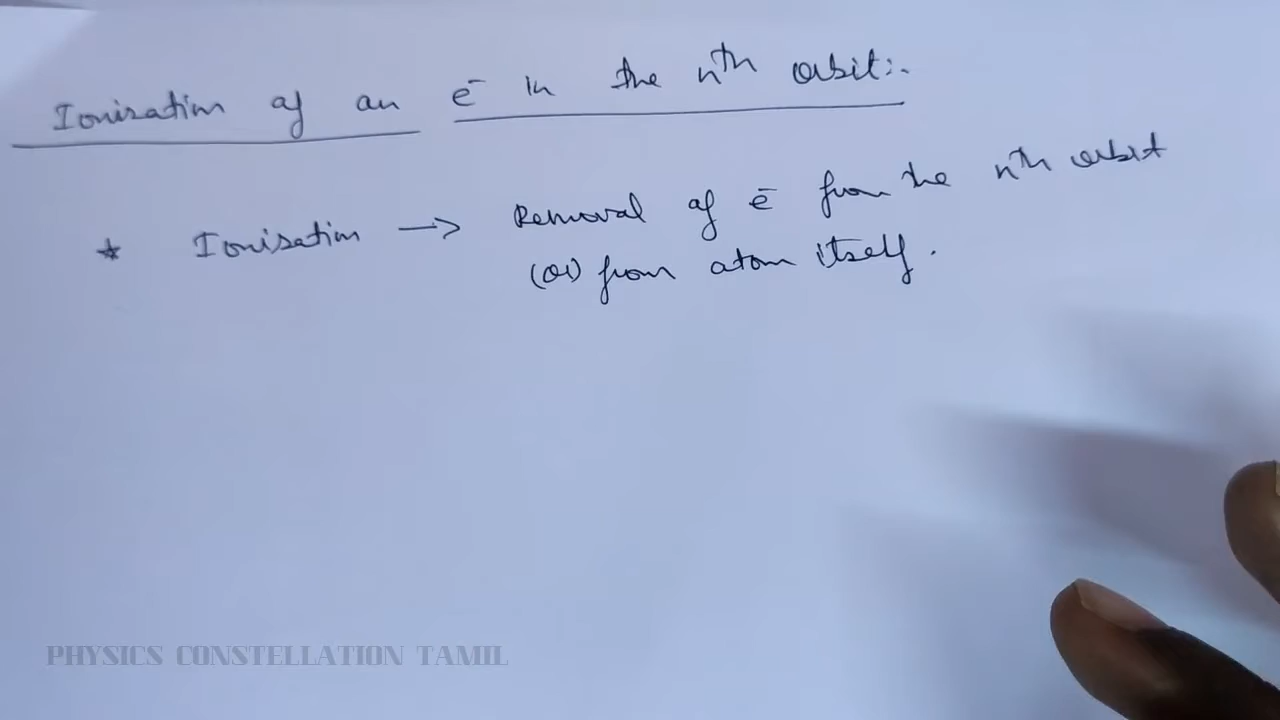 Ionisation of an e⁻ in the nth orbit:-
* Ionisation → Removal of e⁻ from the nth orbit
(or) from atom itself.
PHYSICS CONSTELLATION TAMIL